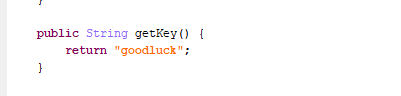 }
public String getKey() {
return "goodluck";
}